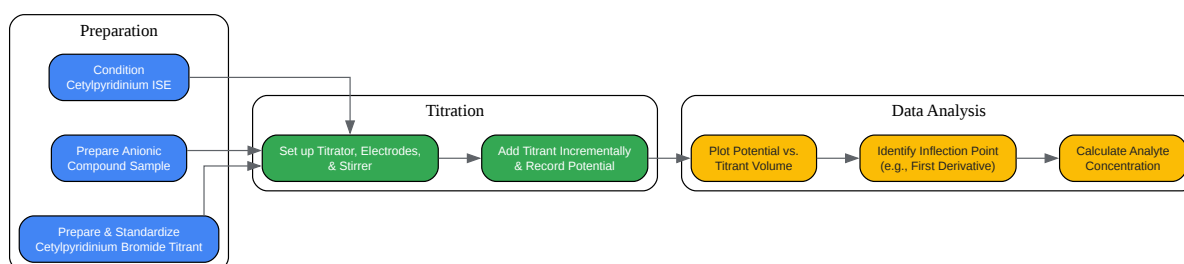 Preparation
Condition
Cetylpyridinium ISE
Prepare Anionic
Compound Sample
Prepare & Standardize
Cetylpyridinium Bromide Titrant
Titration
Set up Titrator, Electrodes,
& Stirrer
Add Titrant Incrementally
& Record Potential
Data Analysis
Plot Potential vs.
Titrant Volume
Identify Inflection Point
(e.g., First Derivative)
Calculate Analyte
Concentration